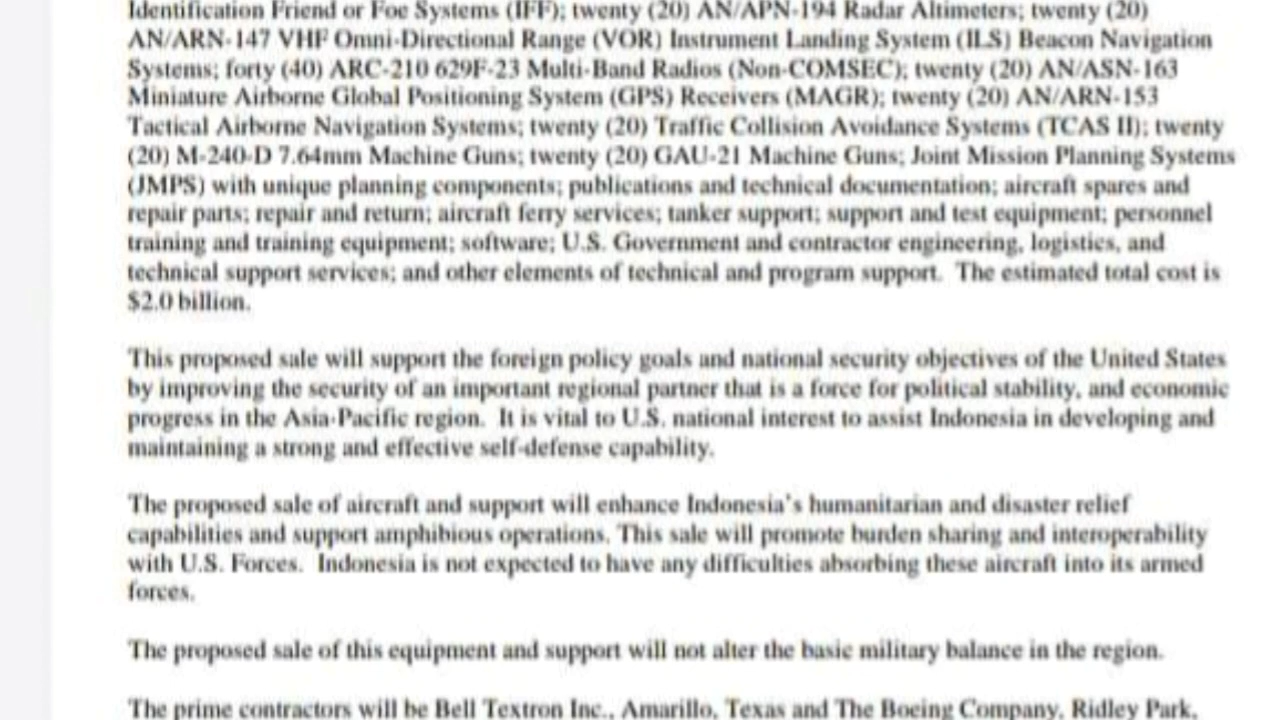 Identification Friend or Foe Systems (IFF); twenty (20) AN/APN-194 Radar Altimeters; twenty (20)
AN/ARN-147 VHF Omni-Directional Range (VOR) Instrument Landing System (ILS) Beacon Navigation
Systems; forty (40) ARC-210 629F-23 Multi-Band Radios (Non-COMSEC); twenty (20) AN/ASN-163
Miniature Airborne Global Positioning System (GPS) Receivers (MAGR); twenty (20) AN/ARN-153
Tactical Airborne Navigation Systems; twenty (20) Traffic Collision Avoidance Systems (TCAS II); twenty
(20) M-240-D 7.64mm Machine Guns; twenty (20) GAU-21 Machine Guns; Joint Mission Planning Systems
(JMPS) with unique planning components; publications and technical documentation; aircraft spares and
repair parts; repair and return; aircraft ferry services; tanker support; support and test equipment; personnel
training and training equipment; software; U.S. Government and contractor engineering, logistics, and
technical support services; and other elements of technical and program support.  The estimated total cost is
$2.0 billion.
This proposed sale will support the foreign policy goals and national security objectives of the United States
by improving the security of an important regional partner that is a force for political stability, and economic
progress in the Asia-Pacific region.  It is vital to U.S. national interest to assist Indonesia in developing and
maintaining a strong and effective self-defense capability.
The proposed sale of aircraft and support will enhance Indonesia's humanitarian and disaster relief
capabilities and support amphibious operations. This sale will promote burden sharing and interoperability
with U.S. Forces.  Indonesia is not expected to have any difficulties absorbing these aircraft into its armed
forces.
The proposed sale of this equipment and support will not alter the basic military balance in the region.
The prime contractors will be Bell Textron Inc., Amarillo, Texas and The Boeing Company, Ridley Park,